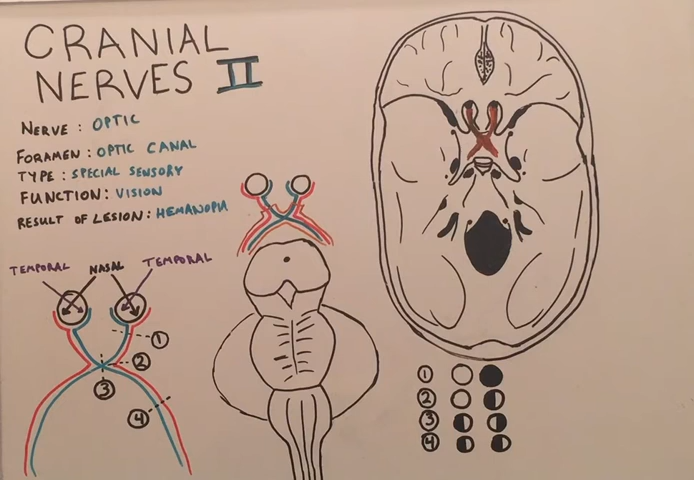 CRANIAL
NERVES II
NERVE : OPTIC
FORAMEN : OPTIC CANAL
TYPE : SPECIAL SENSORY
FUNCTION : VISION
RESULT OF LESION : HEMANOPIA
TEMPORAL NASAL TEMPORAL
1
2
3
4
1
2
3
4